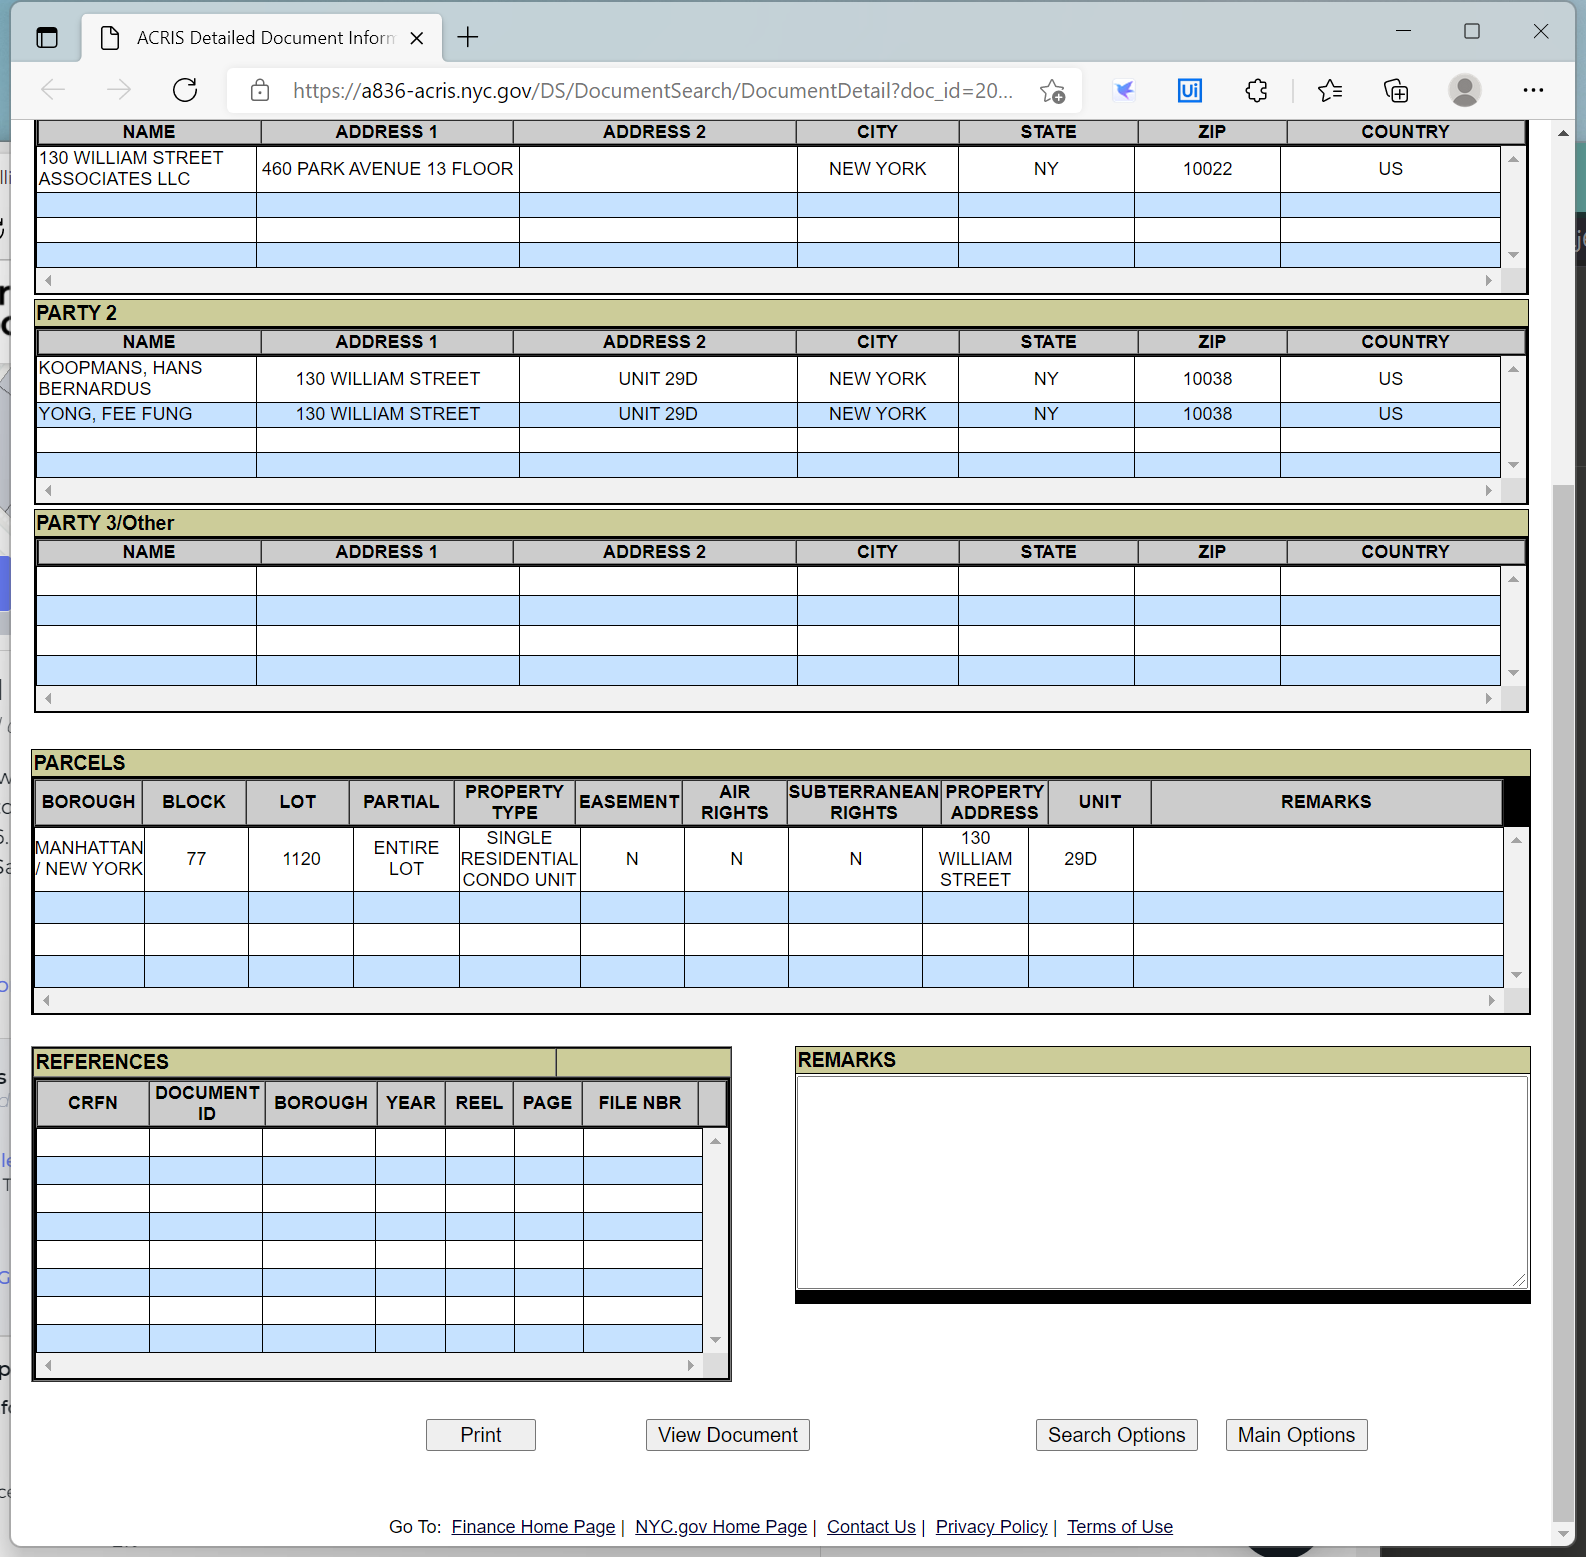 ACRIS Detailed Document Inform
https://a836-acris.nyc.gov/DS/DocumentSearch/DocumentDetail?doc_id=20...
NAME ADDRESS 1 ADDRESS 2 CITY STATE ZIP COUNTRY
130 WILLIAM STREET
ASSOCIATES LLC 460 PARK AVENUE 13 FLOOR NEW YORK NY 10022 US
PARTY 2
NAME ADDRESS 1 ADDRESS 2 CITY STATE ZIP COUNTRY
KOOPMANS, HANS
BERNARDUS 130 WILLIAM STREET UNIT 29D NEW YORK NY 10038 US
YONG, FEE FUNG 130 WILLIAM STREET UNIT 29D NEW YORK NY 10038 US
PARTY 3/Other
NAME ADDRESS 1 ADDRESS 2 CITY STATE ZIP COUNTRY
PARCELS
BOROUGH BLOCK LOT PARTIAL PROPERTY TYPE EASEMENT AIR RIGHTS SUBTERRANEAN RIGHTS PROPERTY ADDRESS UNIT REMARKS
MANHATTAN / NEW YORK 77 1120 ENTIRE LOT SINGLE RESIDENTIAL CONDO UNIT N N N 130 WILLIAM STREET 29D
REFERENCES
CRFN DOCUMENT ID BOROUGH YEAR REEL PAGE FILE NBR
REMARKS
Print View Document Search Options Main Options
Go To: Finance Home Page | NYC.gov Home Page | Contact Us | Privacy Policy | Terms of Use